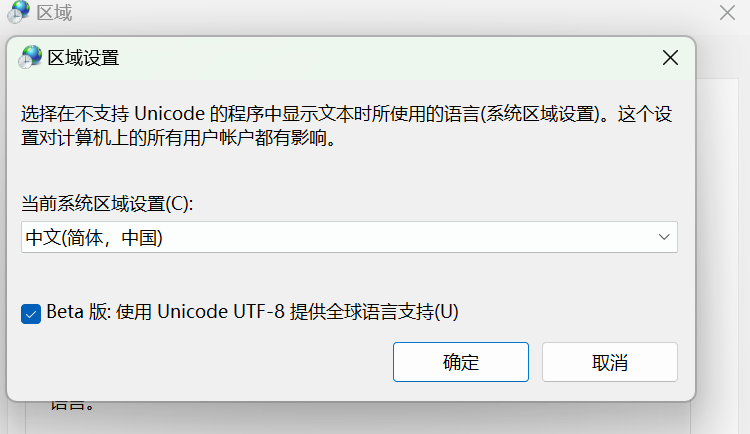 区域
区域设置
选择在不支持 Unicode 的程序中显示文本时所使用的语言(系统区域设置)。这个设
置对计算机上的所有用户帐户都有影响。
当前系统区域设置(C):
中文(简体，中国)
Beta 版: 使用 Unicode UTF-8 提供全球语言支持(U)
确定
取消
语言。